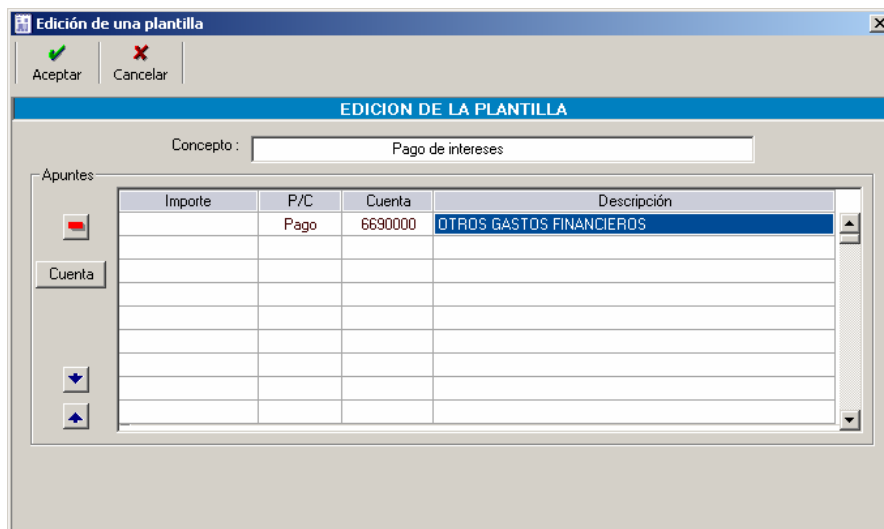 Edición de una plantilla
Aceptar Cancelar
EDICION DE LA PLANTILLA
Concepto : Pago de intereses
Apuntes
Importe P/C Cuenta Descripción
Pago 6690000 OTROS GASTOS FINANCIEROS
Cuenta